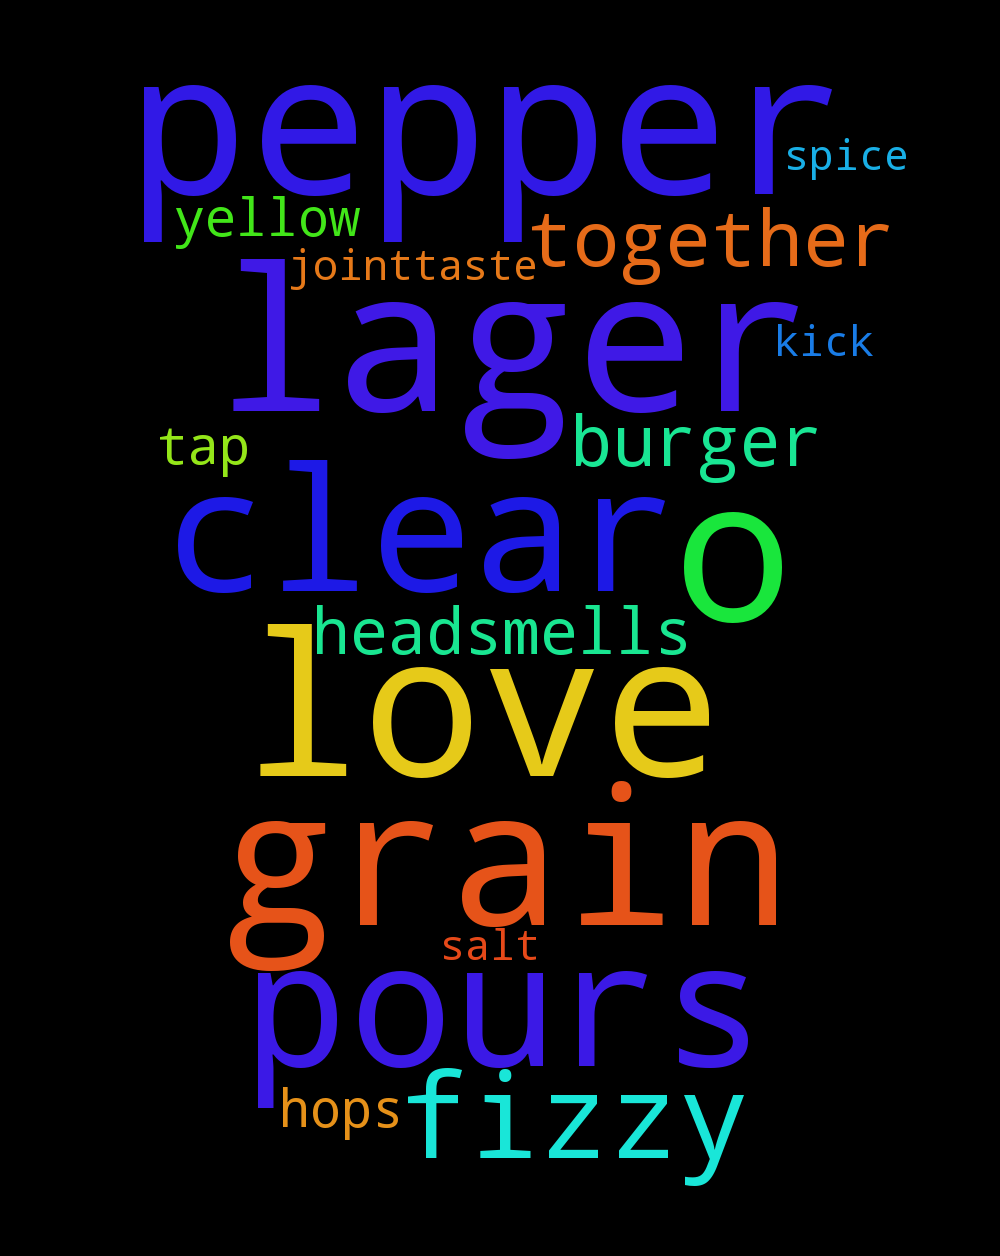 pepper
spice
yellow
together
jointtaste
lager
kick
burger
tap
clear
o
headsmells
love
grain
salt
pours
hops
fizzy